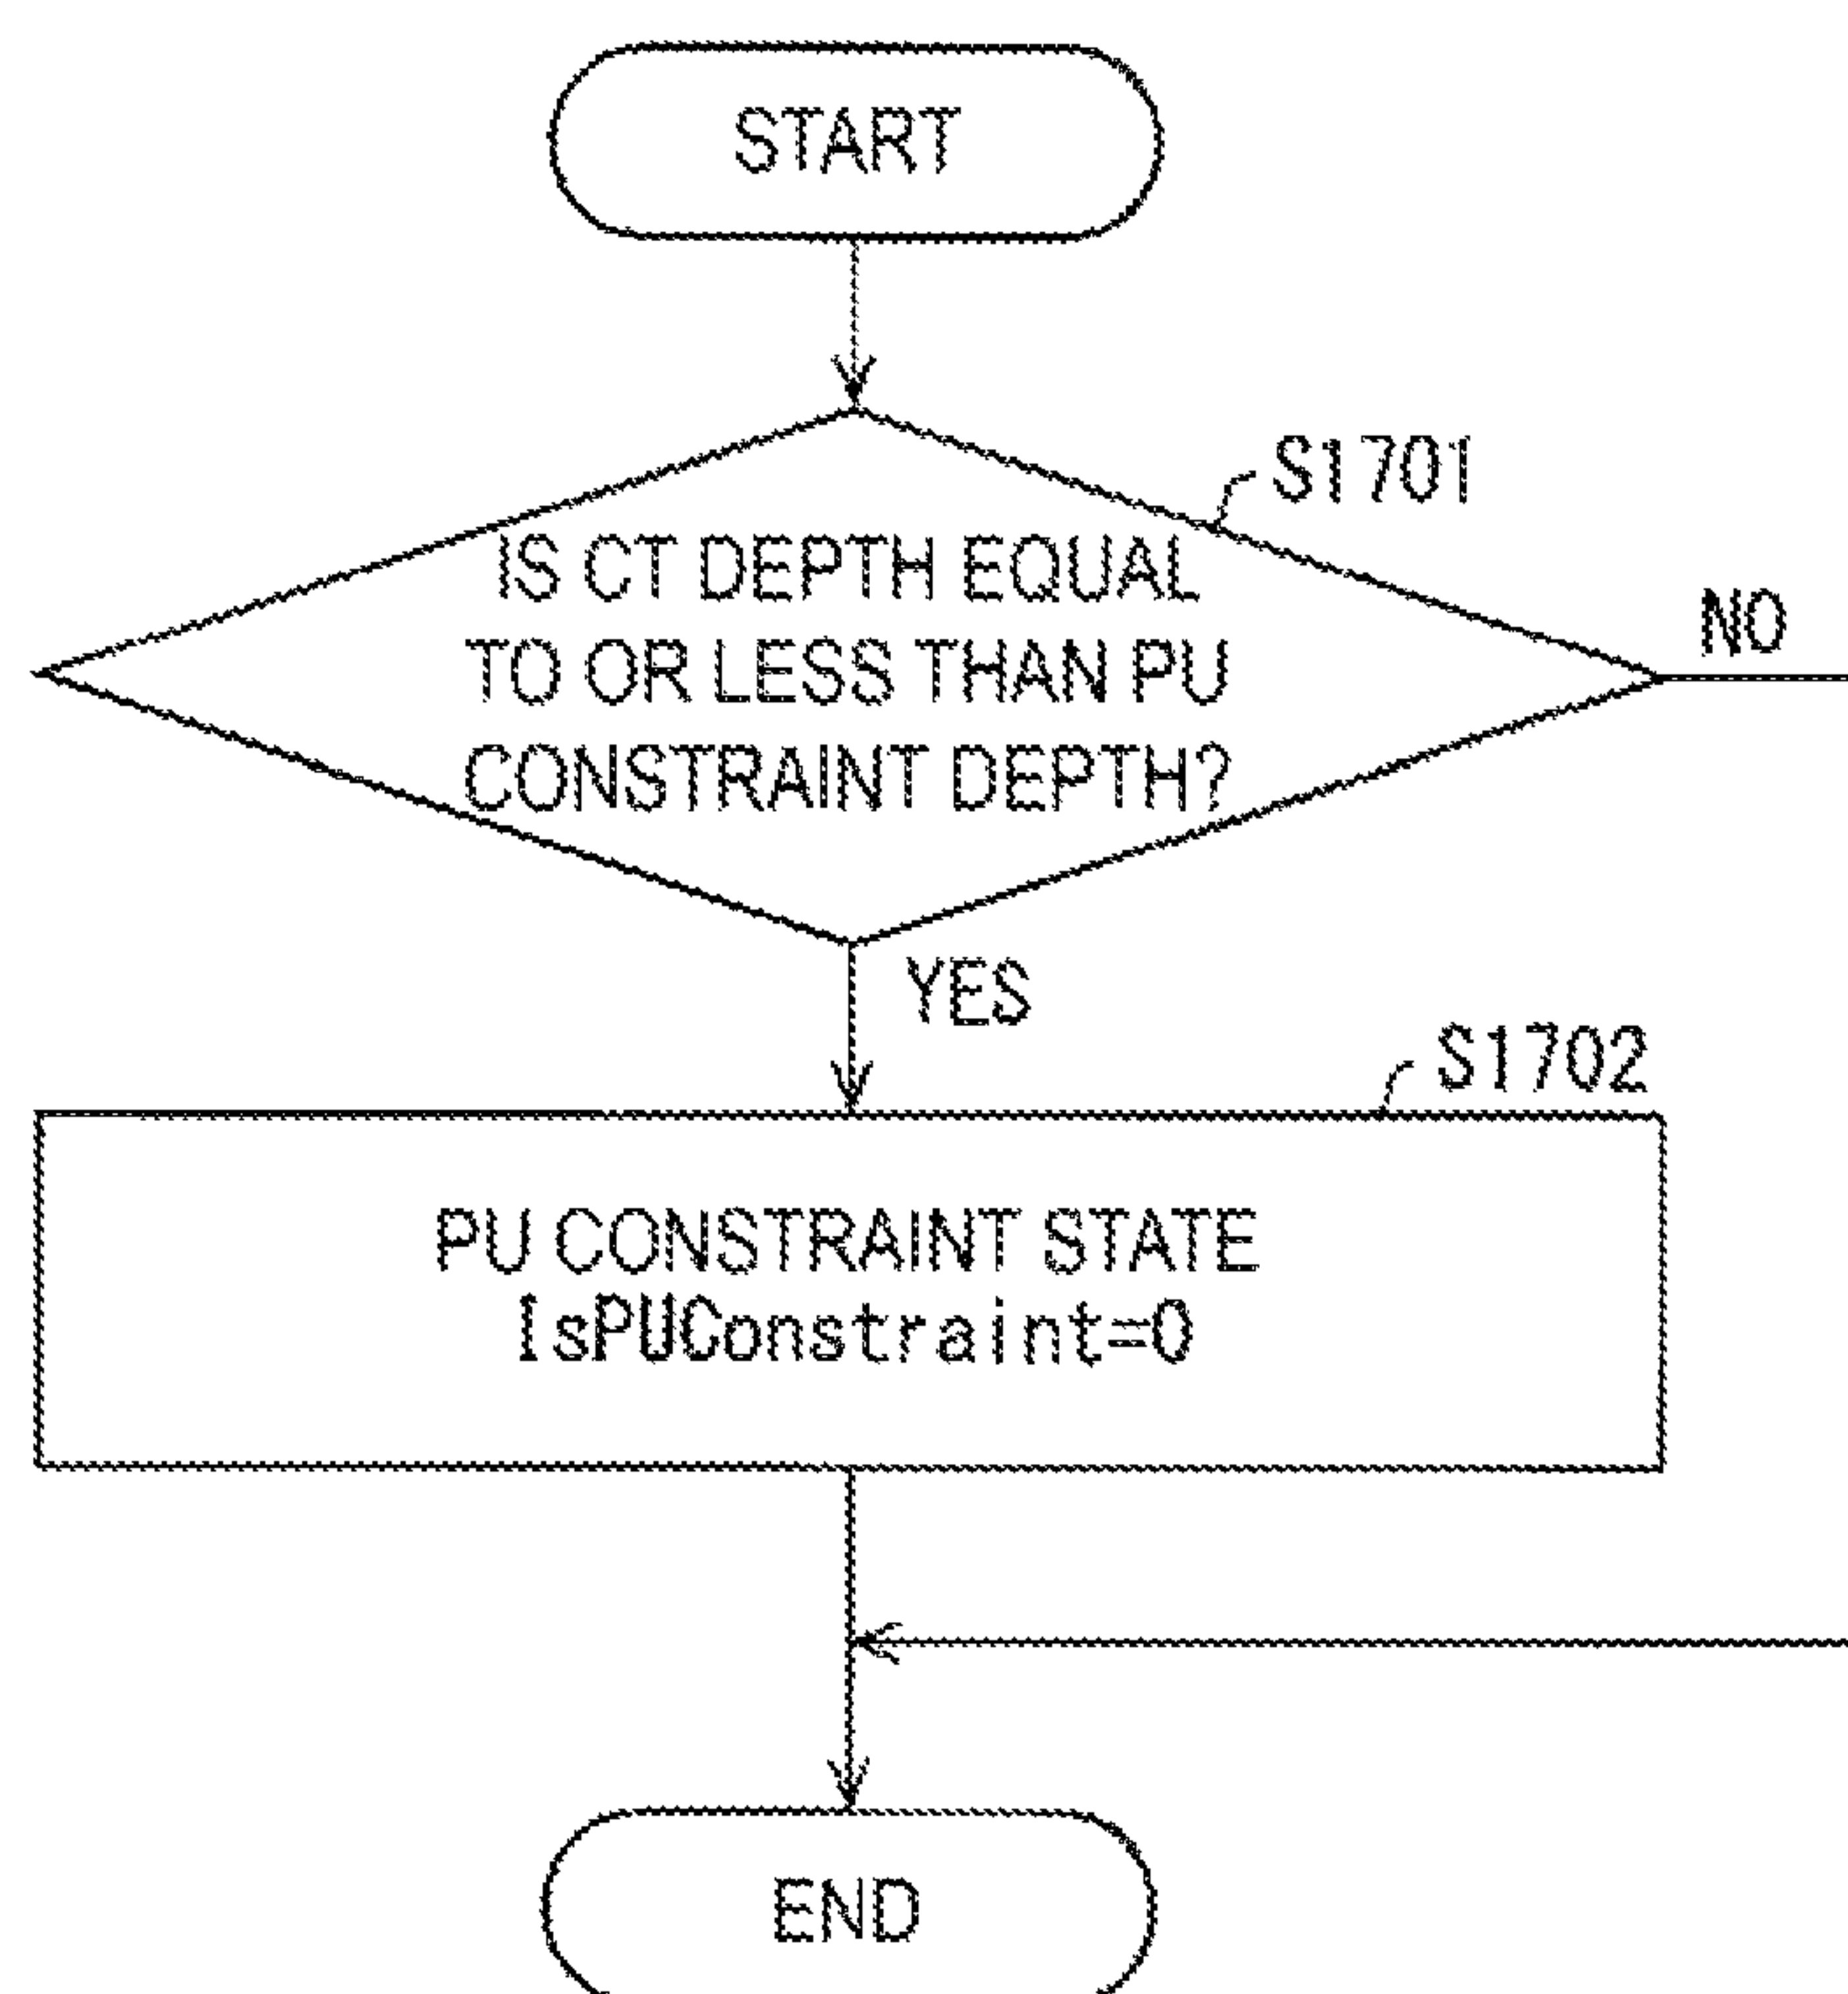 START
S1701
IS CT DEPTH EQUAL
TO OR LESS THAN PU
CONSTRAINT DEPTH?
NO
YES
S1702
PU CONSTRAINT STATE
IsPUConstraint=0
END